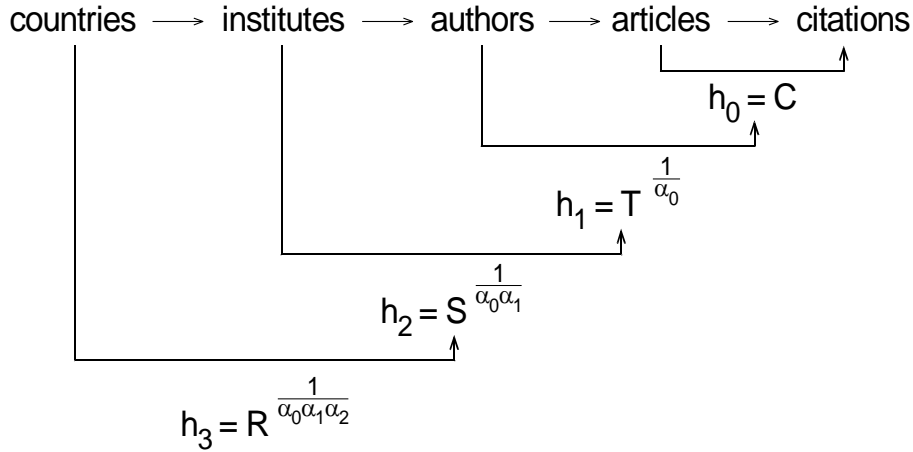 countries → institutes → authors → articles → citations
h₀ = C
h₁ = T^(1/α₀)
h₂ = S^(1/(α₀α₁))
h₃ = R^(1/(α₀α₁α₂))